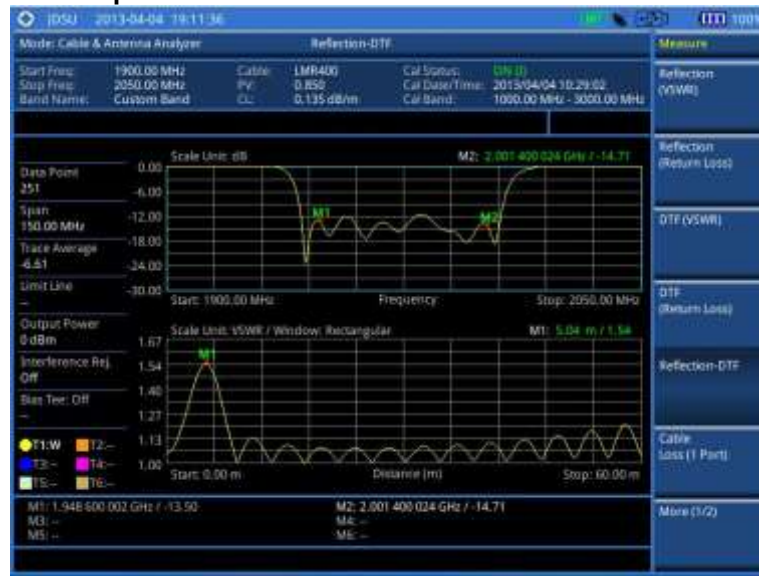 JDSU 2013-04-04 19:11:36 100%
Mode: Cable & Antenna Analyzer Reflection-DTF Measure
Start Freq: 1900.00 MHz Cable: LMR400 Cal Status: ON (I)
Stop Freq: 2050.00 MHz PV: 0.850 Cal Date/Time: 2013/04/04 10:29:02
Band Name: Custom Band CL: 0.135 dB/m Cal Band: 1000.00 MHz - 3000.00 MHz
Reflection
(VSWR)
Reflection
(Return Loss)
DTF (VSWR)
DTF
(Return Loss)
Reflection-DTF
Cable
Loss (1 Port)
More (1/2)
Data Point
251
Span
150.00 MHz
Trace Average
-6.61
Limit Line
--
Output Power
0 dBm
Interference Rej.
Off
Bias Tee: Off
--
T1:W T2:--
T3:-- T4:--
T5:-- T6:--
Scale Unit: dB M2: 2.001 400 024 GHz / -14.71
0.00
-6.00
-12.00
-18.00
-24.00
-30.00
M1 M2
Start: 1900.00 MHz Frequency Stop: 2050.00 MHz
Scale Unit: VSWR / Window: Rectangular M1: 5.04 m / 1.54
1.67
1.54
1.40
1.27
1.13
1.00
M1
Start: 0.00 m Distance (m) Stop: 60.00 m
M1: 1.948 600 002 GHz / -13.50 M2: 2.001 400 024 GHz / -14.71
M3: -- M4: --
M5: -- M6: --